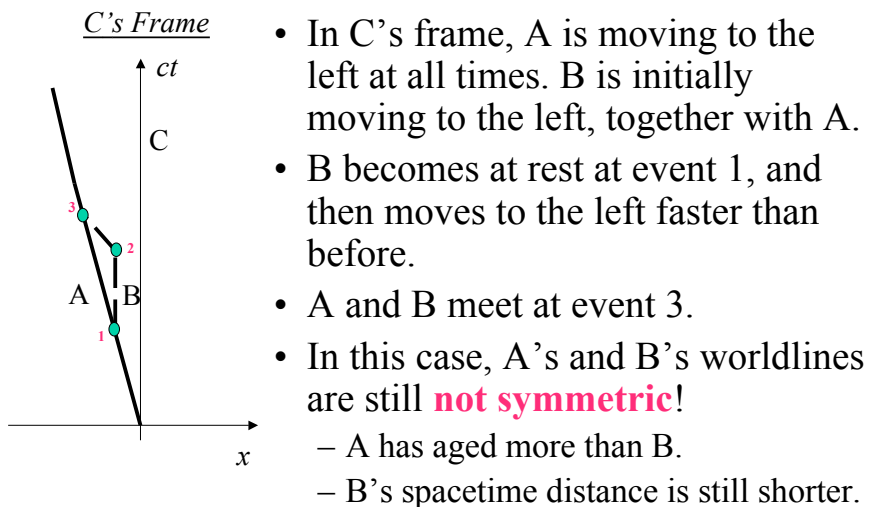 C's Frame
ct
C
3
2
A
B
1
x
• In C’s frame, A is moving to the
left at all times. B is initially
moving to the left, together with A.
• B becomes at rest at event 1, and
then moves to the left faster than
before.
• A and B meet at event 3.
• In this case, A’s and B’s worldlines
are still not symmetric!
– A has aged more than B.
– B’s spacetime distance is still shorter.